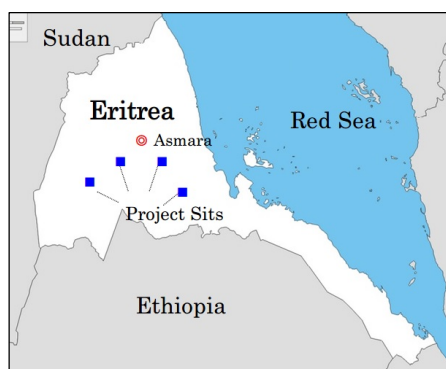 Sudan
Eritrea
Red Sea
Asmara
Project Sits
Ethiopia